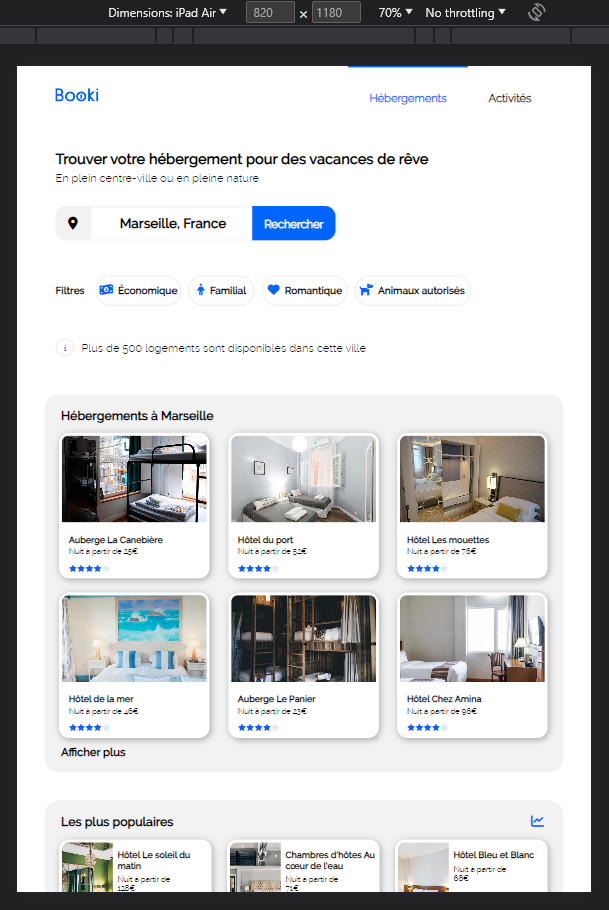 Dimensions: iPad Air 820 × 1180 70% No throttling
Booki
Hébergements Activités
Trouver votre hébergement pour des vacances de rêve
En plein centre-ville ou en pleine nature
Marseille, France Rechercher
Filtres Économique Familial Romantique Animaux autorisés
i Plus de 500 logements sont disponibles dans cette ville
Hébergements à Marseille
Auberge La Canebière
Nuit à partir de 25€
Hôtel du port
Nuit à partir de 52€
Hôtel Les mouettes
Nuit à partir de 76€
Hôtel de la mer
Nuit à partir de 46€
Auberge Le Panier
Nuit à partir de 23€
Hôtel Chez Amina
Nuit à partir de 96€
Afficher plus
Les plus populaires
Hôtel Le soleil du
matin
Nuit à partir de
128€
Chambres d'hôtes Au
cœur de l'eau
Nuit à partir de
71€
Hôtel Bleu et Blanc
Nuit à partir de
68€